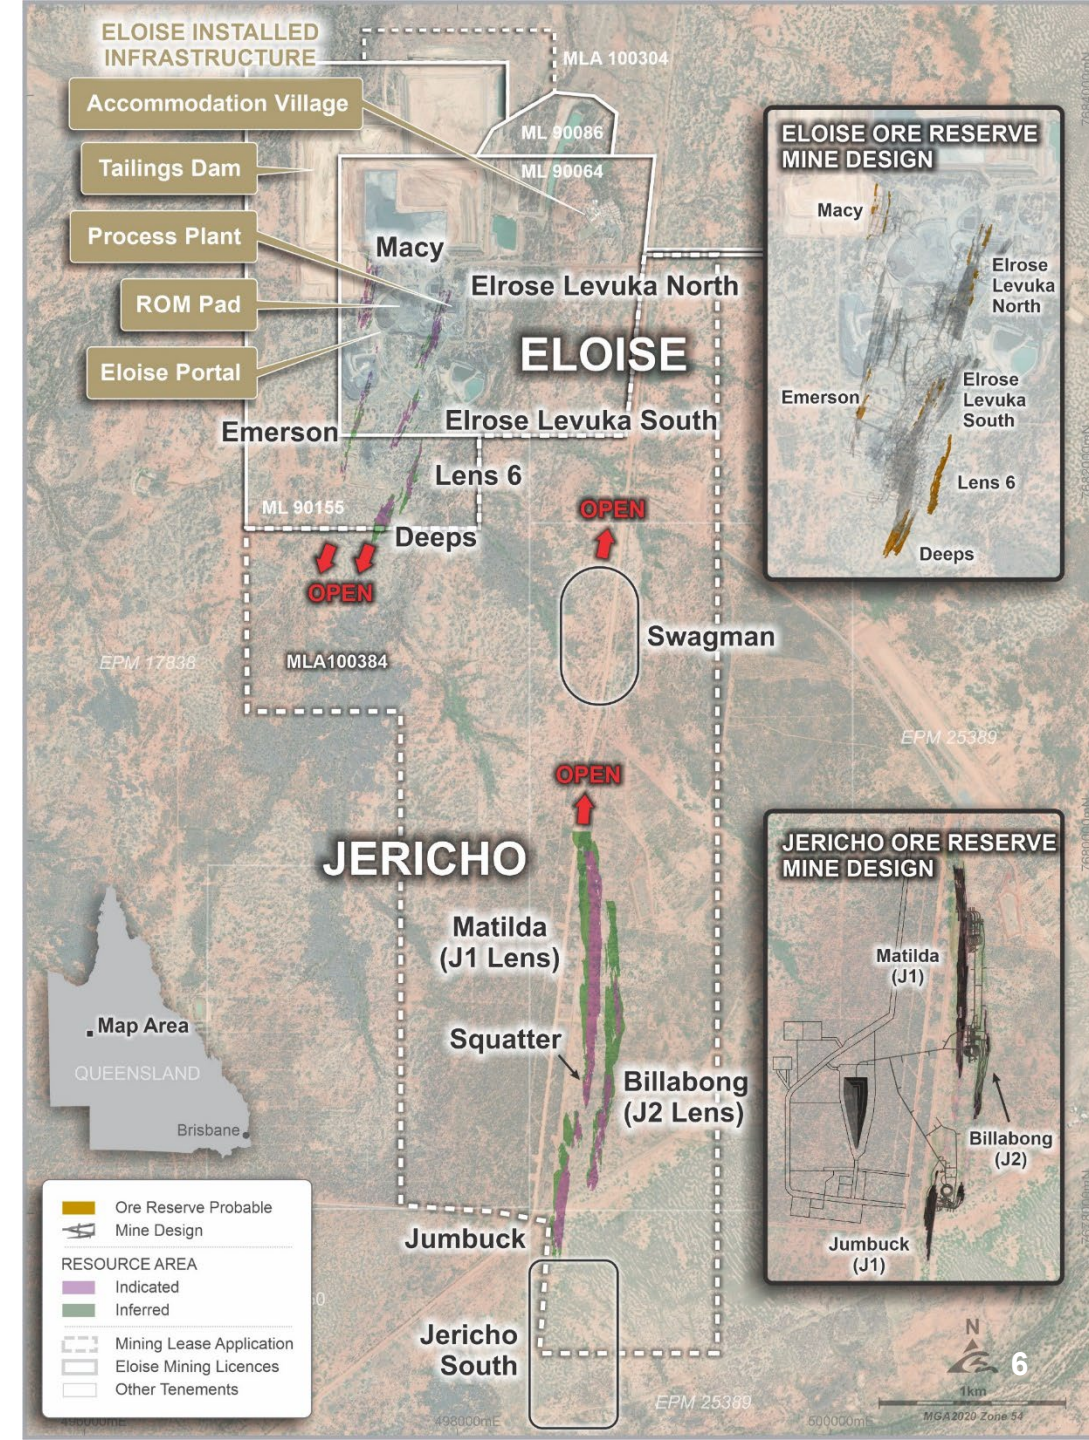 ELOISE INSTALLED
INFRASTRUCTURE
MLA 100304
Accommodation Village
ML 90086
Tailings Dam
ML 90064
Process Plant
Macy
ROM Pad
Elrose Levuka North
ELOISE
Eloise Portal
Elrose Levuka South
Emerson
Lens 6
ML 90155
OPEN
Deeps
OPEN
Swagman
EPM 17838
MLA100384
EPM 25389
OPEN
JERICHO
Matilda
(J1 Lens)
Squatter
Billabong
(J2 Lens)
Jumbuck
Jericho
South
EPM 25389
ELOISE ORE RESERVE
MINE DESIGN
Macy
Elrose
Levuka
North
Emerson
Elrose
Levuka
South
Lens 6
Deeps
JERICHO ORE RESERVE
MINE DESIGN
Matilda
(J1)
Billabong
(J2)
Jumbuck
(J1)
Map Area
QUEENSLAND
Brisbane
Ore Reserve Probable
Mine Design
RESOURCE AREA
Indicated
Inferred
Mining Lease Application
Eloise Mining Licences
Other Tenements
496000mE
498000mE
500000mE
N
6
1km
MGA2020 Zone 54